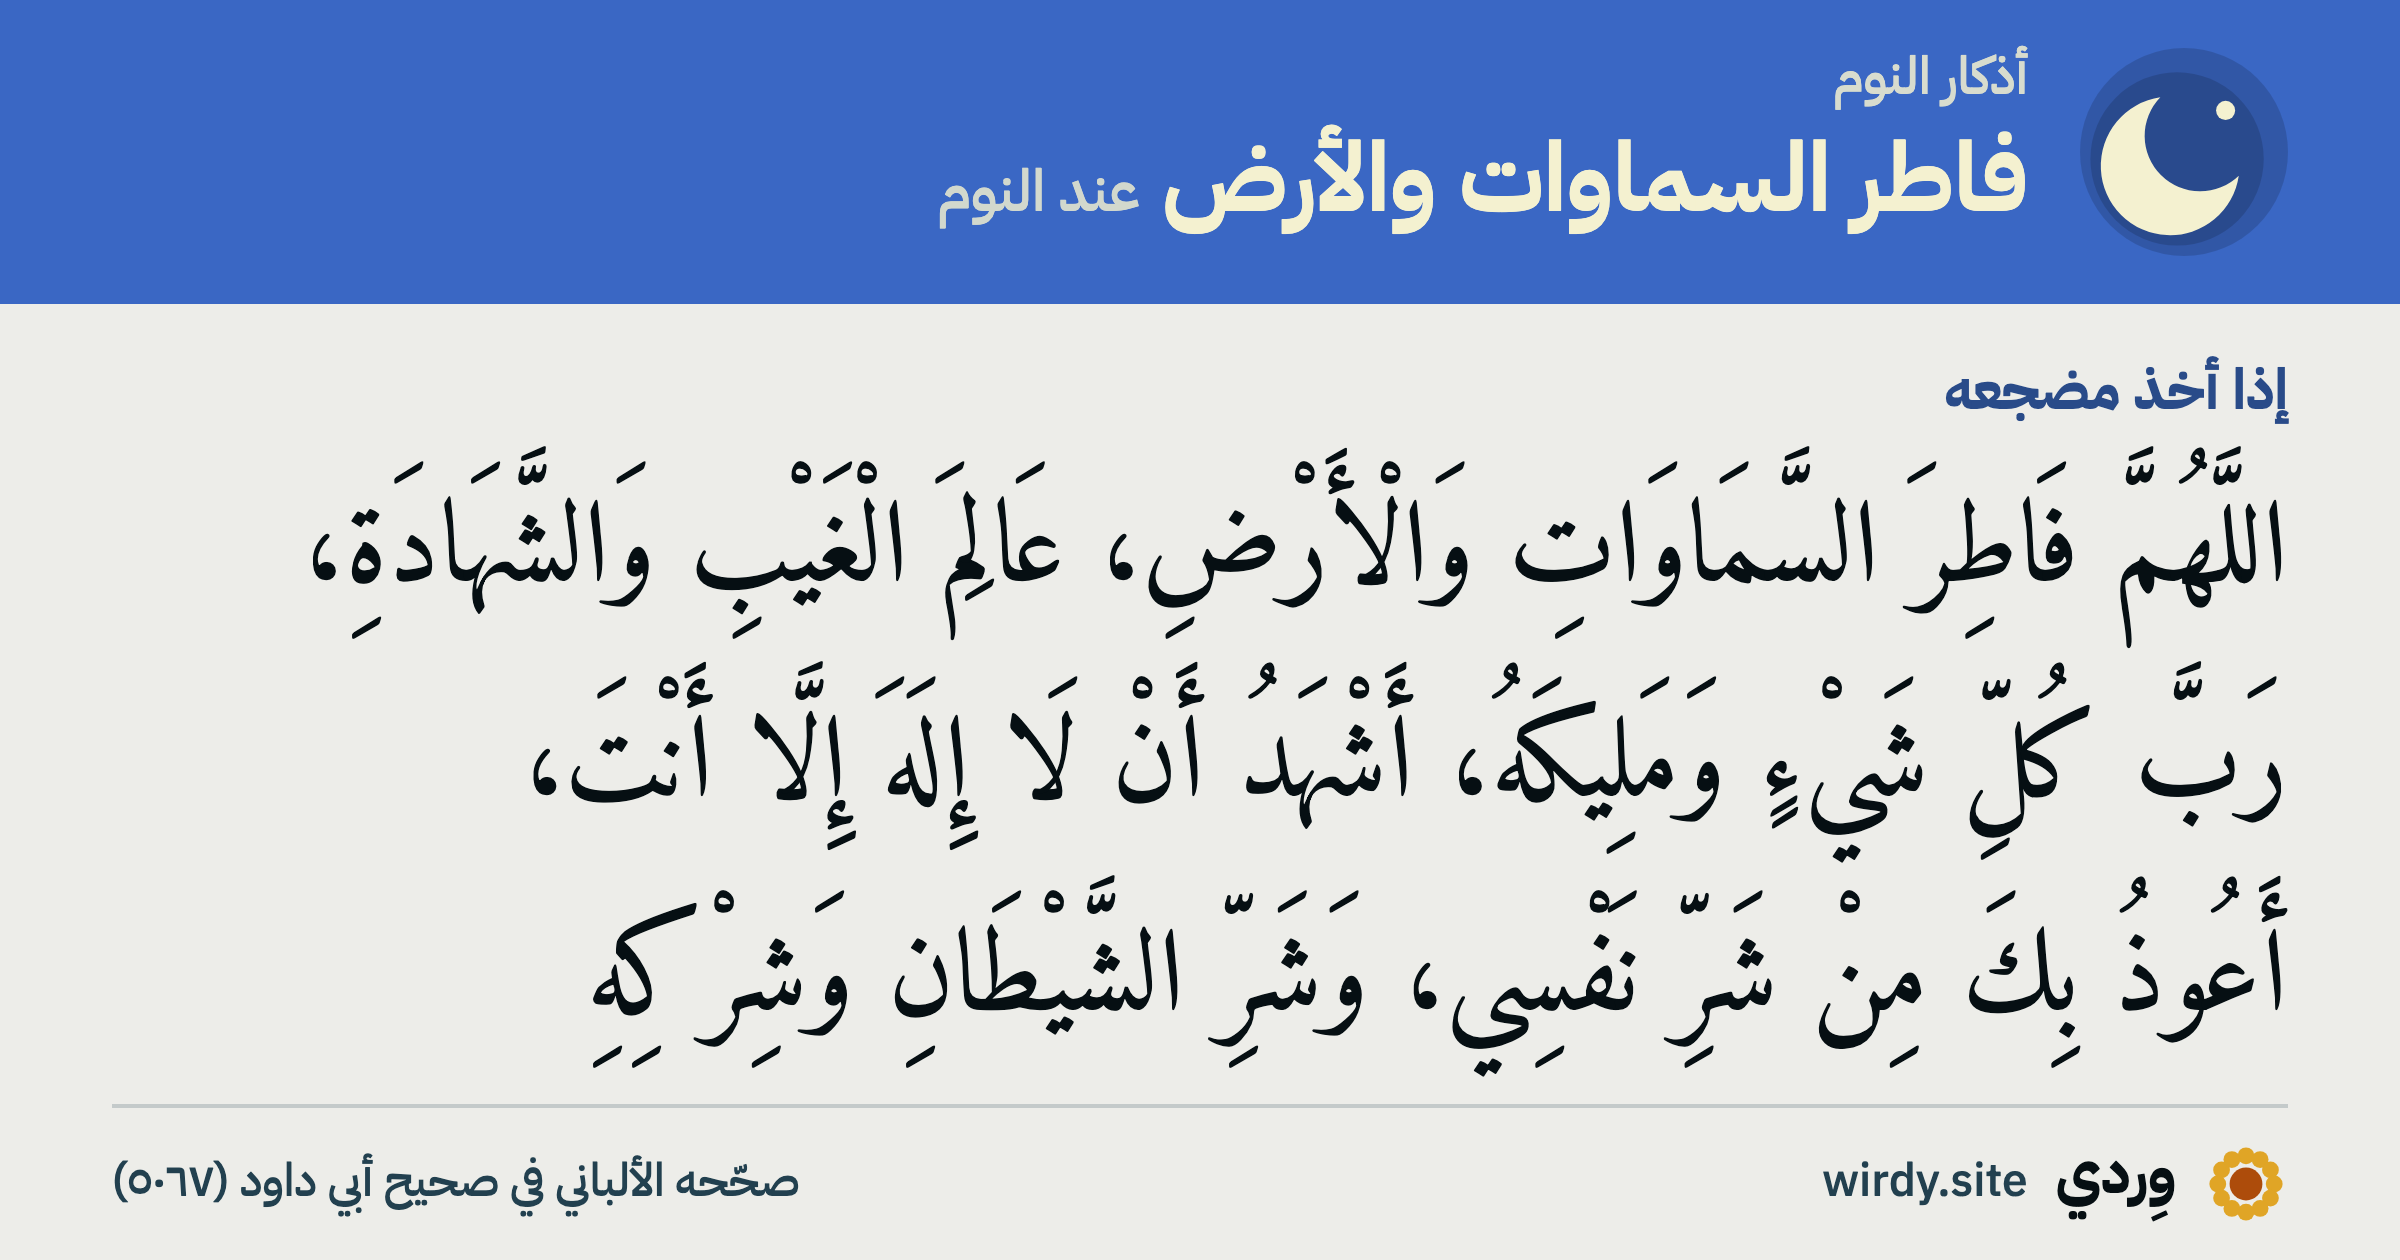 أذكار النوم
فاطر السماوات والأرض عند النوم
إذا أخذ مضجعه
اللَّهُمَّ فَاطِرَ السَّمَاوَاتِ وَالْأَرْضِ، عَالِمَ الْغَيْبِ وَالشَّهَادَةِ،
رَبَّ كُلِّ شَيْءٍ وَمَلِيكَهُ، أَشْهَدُ أَنْ لَا إِلَهَ إِلَّا أَنْتَ،
أَعُوذُ بِكَ مِنْ شَرِّ نَفْسِي، وَشَرِّ الشَّيْطَانِ وَشِرْكِهِ
وِردي wirdy.site
صحّحه الألباني في صحيح أبي داود (٥٠٦٧)